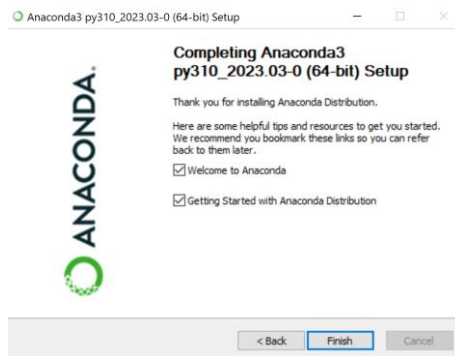 Anaconda3 py310_2023.03-0 (64-bit) Setup
ANACONDA.
Completing Anaconda3
py310_2023.03-0 (64-bit) Setup
Thank you for installing Anaconda Distribution.
Here are some helpful tips and resources to get you started.
We recommend you bookmark these links so you can refer
back to them later.
Welcome to Anaconda
Getting Started with Anaconda Distribution
< Back
Finish
Cancel